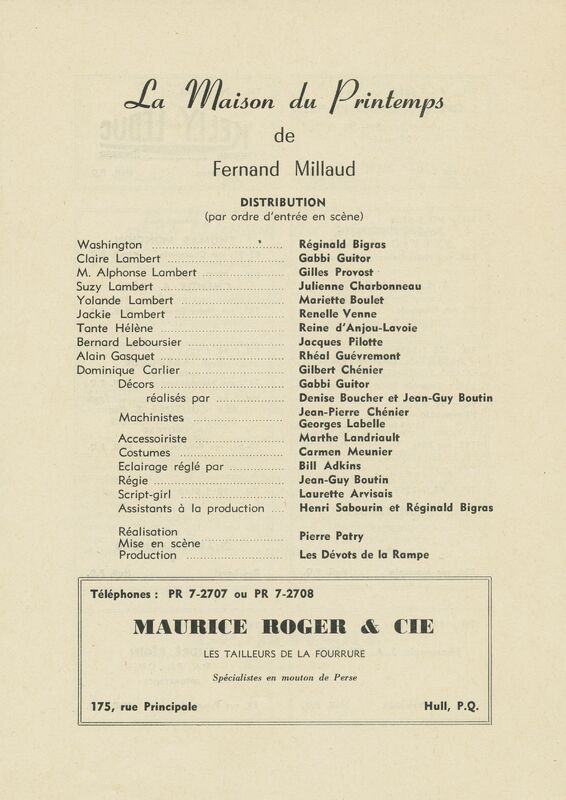 La Maison du Printemps
de
Fernand Millaud
DISTRIBUTION
(par ordre d'entrée en scène)
Washington ........ Réginald Bigras
Claire Lambert ........ Gabbi Guitor
M. Alphonse Lambert ........ Gilles Provost
Suzy Lambert ........ Julienne Charbonneau
Yolande Lambert ........ Mariette Boulet
Jackie Lambert ........ Renelle Venne
Tante Hélène ........ Reine d'Anjou-Lavoie
Bernard Leboursier ........ Jacques Pilotte
Alain Gasquet ........ Rhéal Guévremont
Dominique Carlier ........ Gilbert Chénier
Décors ........ Gabbi Guitor
réalisés par ........ Denise Boucher et Jean-Guy Boutin
Machinistes ........ Jean-Pierre Chénier
Georges Labelle
Accessoiriste ........ Marthe Landriault
Costumes ........ Carmen Meunier
Eclairage réglé par ........ Bill Adkins
Régie ........ Jean-Guy Boutin
Script-girl ........ Laurette Arvisais
Assistants à la production .... Henri Sabourin et Réginald Bigras
Réalisation
Mise en scène ........ Pierre Patry
Production ........ Les Dévots de la Rampe
Téléphones : PR 7-2707 ou PR 7-2708
MAURICE ROGER & CIE
LES TAILLEURS DE LA FOURRURE
Spécialistes en mouton de Perse
175, rue Principale Hull, P.Q.